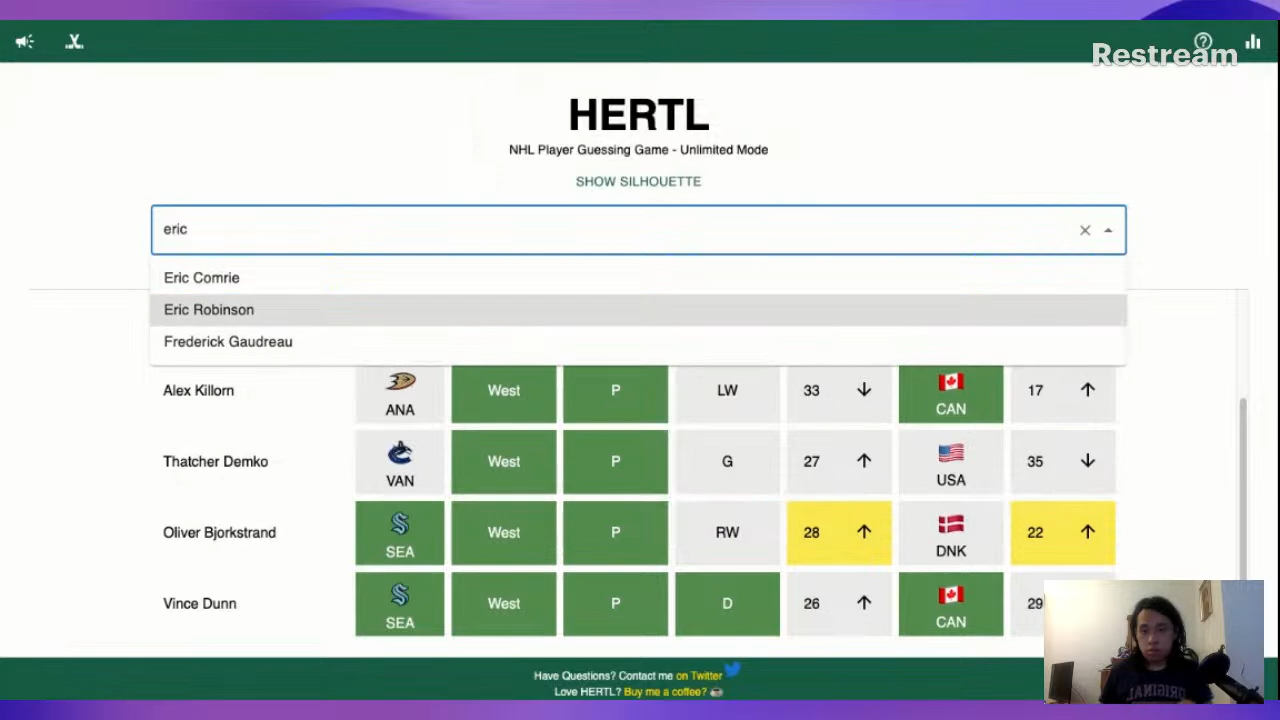 Restream
HERTL
NHL Player Guessing Game - Unlimited Mode
SHOW SILHOUETTE
eric
Eric Comrie
Eric Robinson
Frederick Gaudreau
Alex Killorn ANA West P LW 33 CAN 17
Thatcher Demko VAN West P G 27 USA 35
Oliver Bjorkstrand SEA West P RW 28 DNK 22
Vince Dunn SEA West P D 26 CAN 29
Have Questions? Contact me on Twitter
Love HERTL? Buy me a coffee?
ORIGINAL